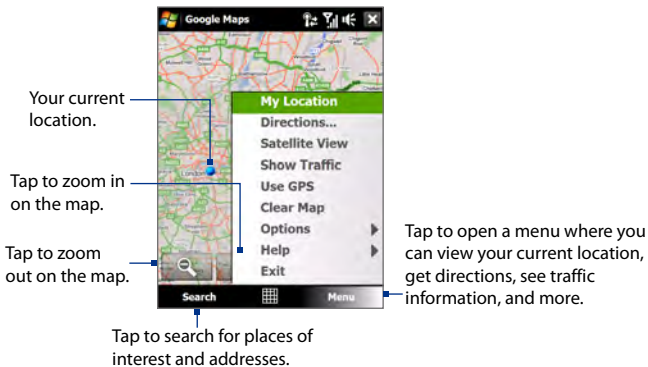 Google Maps
Your current
location.
My Location
Directions...
Satellite View
Show Traffic
London
Tap to zoom in
on the map.
Use GPS
Clear Map
Options
Help
Exit
Tap to zoom
out on the map.
Tap to open a menu where you
can view your current location,
get directions, see traffic
information, and more.
Search
Menu
Tap to search for places of
interest and addresses.